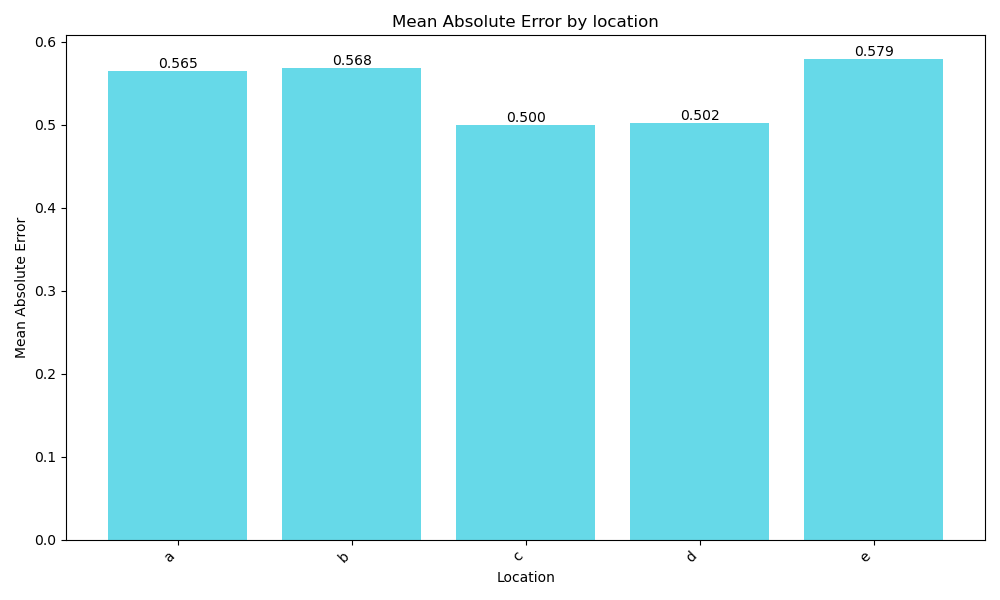 Mean Absolute Error by location
Mean Absolute Error
0.6
0.5
0.4
0.3
0.2
0.1
0.0
0.565
0.568
0.500
0.502
0.579
a
b
c
d
e
Location